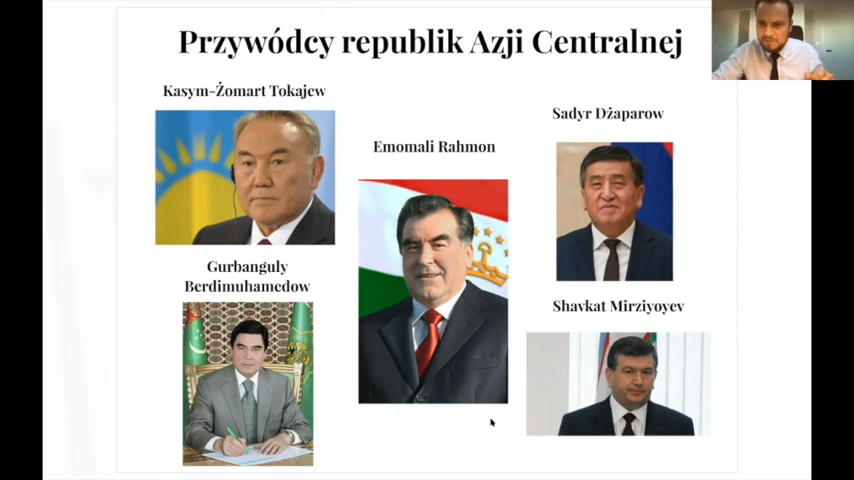 Przywódcy republik Azji Centralnej
Kasym-Żomart Tokajew
Sadyr Dżaparow
Emomali Rahmon
Gurbanguly
Berdimuhamedow
Shavkat Mirziyoyev